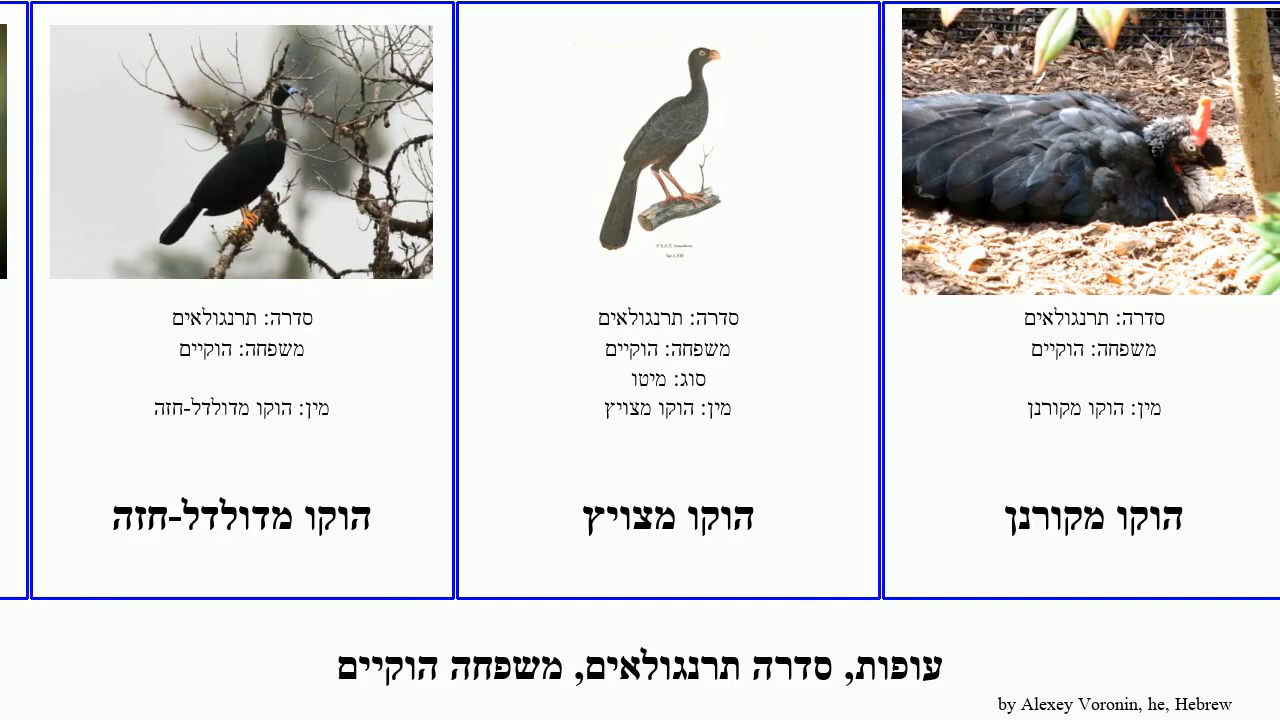 סדרה: תרנגולאים
משפחה: הוקיים
מין: הוקו מקורנן
הוקו מקורנן
סדרה: תרנגולאים
משפחה: הוקיים
סוג: מיטו
מין: הוקו מצויץ
הוקו מצויץ
סדרה: תרנגולאים
משפחה: הוקיים
מין: הוקו מדולדל-חזה
הוקו מדולדל-חזה
עופות, סדרה תרנגולאים, משפחה הוקיים
by Alexey Voronin, he, Hebrew